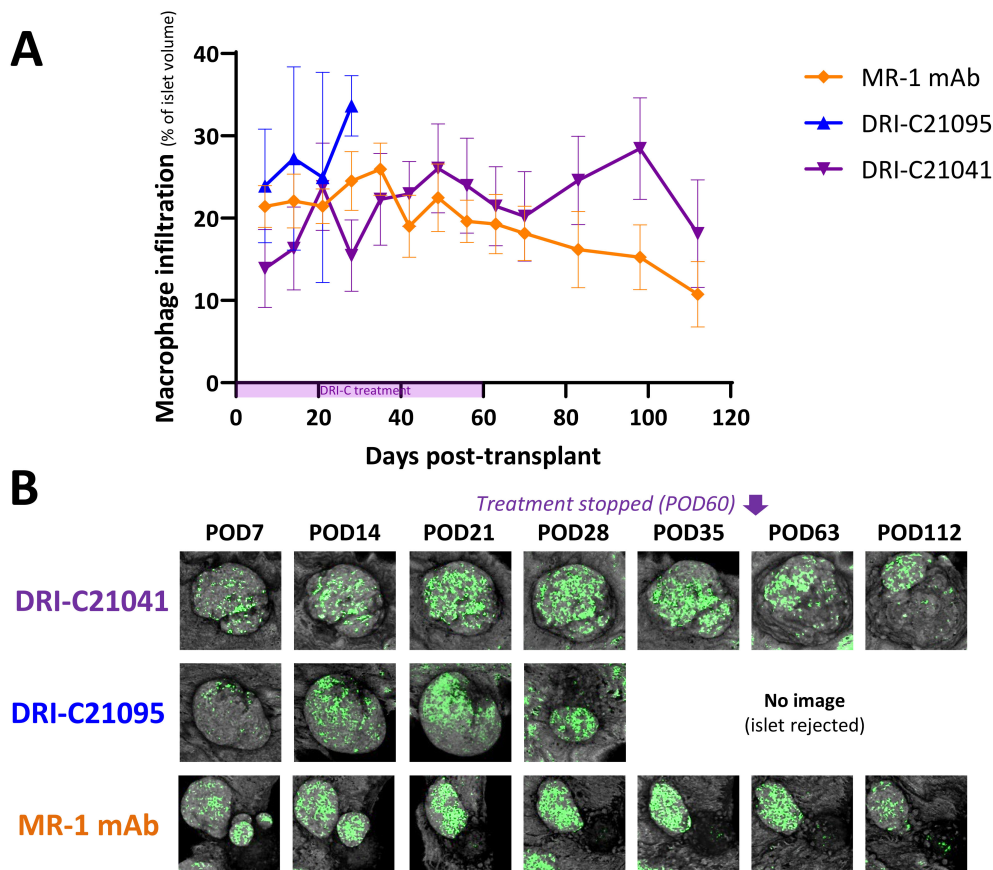 A
Macrophage infiltration (% of islet volume)
40
30
20
10
0
DRI-C treatment
0 20 40 60 80 100 120
Days post-transplant
MR-1 mAb
DRI-C21095
DRI-C21041
B
Treatment stopped (POD60)
POD7 POD14 POD21 POD28 POD35 POD63 POD112
DRI-C21041
DRI-C21095
No image
(islet rejected)
MR-1 mAb